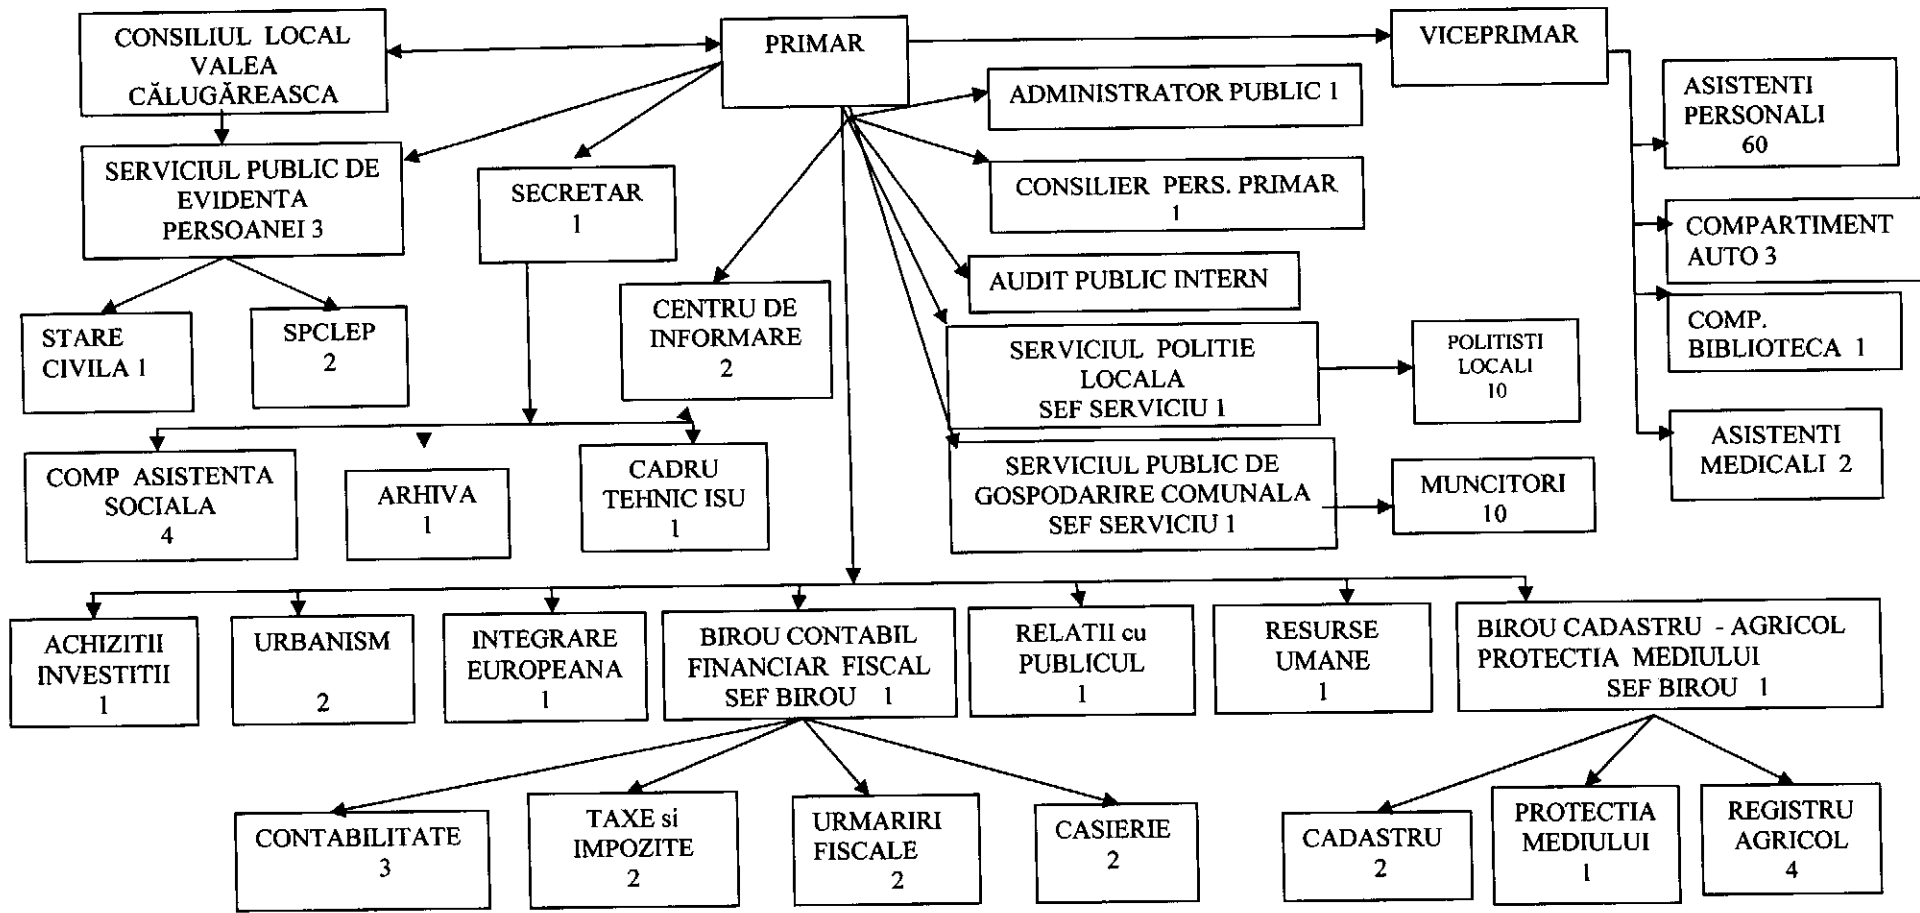 CONSILIUL LOCAL
VALEA
CĂLUGĂREASCA
PRIMAR
VICEPRIMAR
ADMINISTRATOR PUBLIC 1
ASISTENTI
PERSONALI
60
SERVICIUL PUBLIC DE
EVIDENTA
PERSOANEI 3
SECRETAR
1
CONSILIER PERS. PRIMAR
1
COMPARTIMENT
AUTO 3
AUDIT PUBLIC INTERN
STARE
CIVILA 1
SPCLEP
2
CENTRU DE
INFORMARE
2
SERVICIUL POLITIE
LOCALA
SEF SERVICIU 1
POLITISTI
LOCALI
10
COMP.
BIBLIOTECA 1
ASISTENTI
MEDICALI 2
COMP ASISTENTA
SOCIALA
4
ARHIVA
1
CADRU
TEHNIC ISU
1
SERVICIUL PUBLIC DE
GOSPODARIRE COMUNALA
SEF SERVICIU 1
MUNCITORI
10
ACHIZITII
INVESTITII
1
URBANISM
2
INTEGRARE
EUROPEANA
1
BIROU CONTABIL
FINANCIAR FISCAL
SEF BIROU 1
RELATII cu
PUBLICUL
1
RESURSE
UMANE
1
BIROU CADASTRU - AGRICOL
PROTECTIA MEDIULUI
SEF BIROU 1
CONTABILITATE
3
TAXE si
IMPOZITE
2
URMARIRI
FISCALE
2
CASIERIE
2
CADASTRU
2
PROTECTIA
MEDIULUI
1
REGISTRU
AGRICOL
4